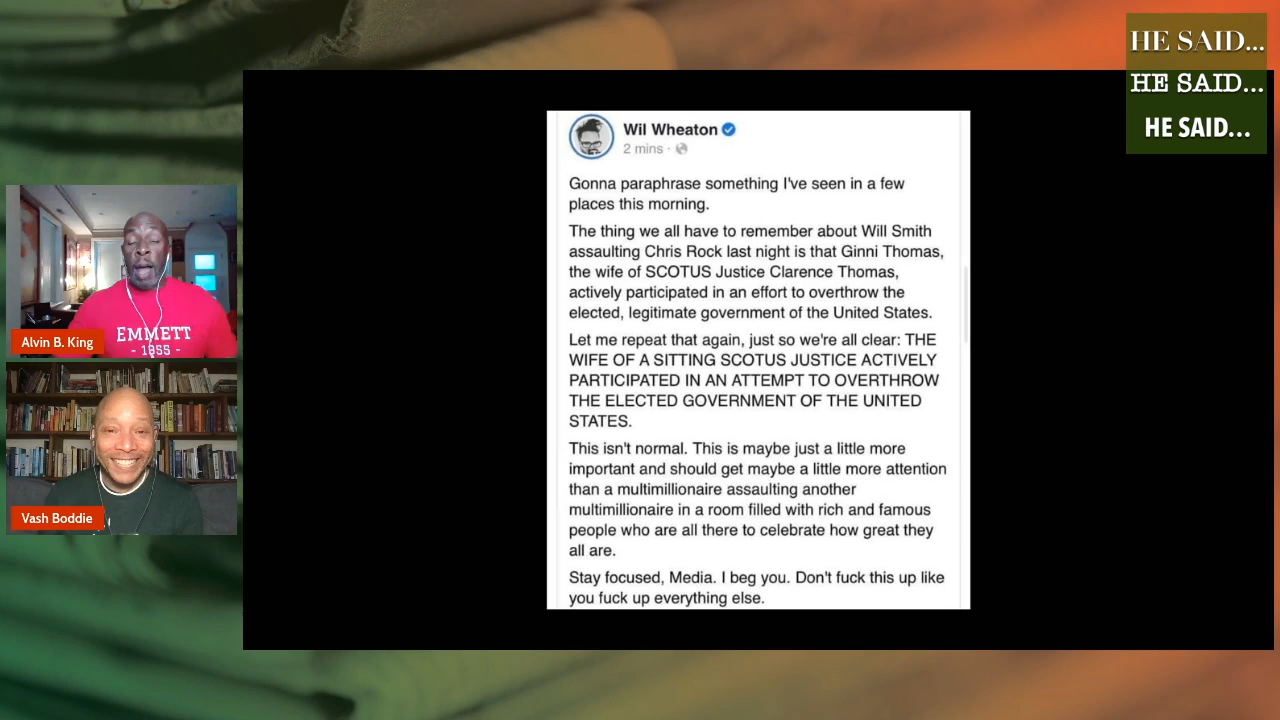 HE SAID...
HE SAID...
HE SAID...
Wil Wheaton
2 mins ·
Gonna paraphrase something I've seen in a few
places this morning.
The thing we all have to remember about Will Smith
assaulting Chris Rock last night is that Ginni Thomas,
the wife of SCOTUS Justice Clarence Thomas,
actively participated in an effort to overthrow the
elected, legitimate government of the United States.
Let me repeat that again, just so we're all clear: THE
WIFE OF A SITTING SCOTUS JUSTICE ACTIVELY
PARTICIPATED IN AN ATTEMPT TO OVERTHROW
THE ELECTED GOVERNMENT OF THE UNITED
STATES.
This isn't normal. This is maybe just a little more
important and should get maybe a little more attention
than a multimillionaire assaulting another
multimillionaire in a room filled with rich and famous
people who are all there to celebrate how great they
all are.
Stay focused, Media. I beg you. Don't fuck this up like
you fuck up everything else.
EMMETT
- 1955 -
Alvin B. King
Vash Boddie